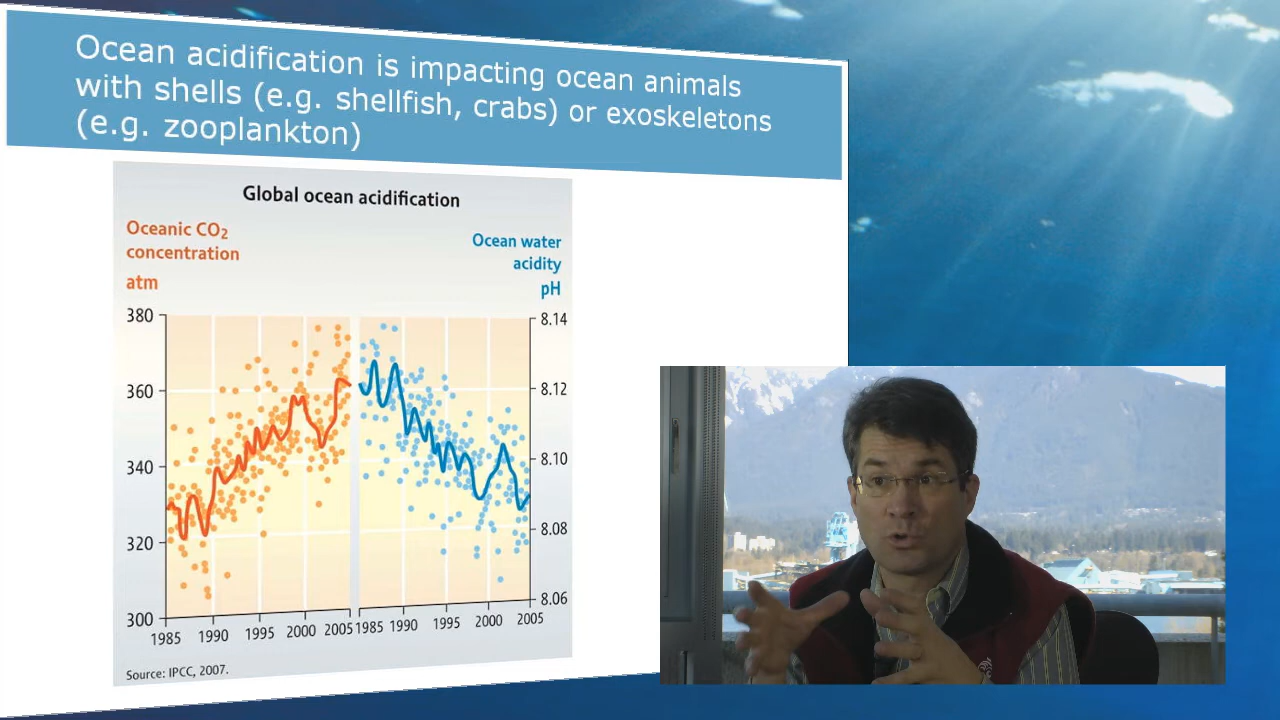 Ocean acidification is impacting ocean animals
with shells (e.g. shellfish, crabs) or exoskeletons
(e.g. zooplankton)
Global ocean acidification
Oceanic CO2
concentration
atm
Ocean water
acidity
pH
380
360
340
320
300
8.14
8.12
8.10
8.08
8.06
1985 1990 1995 2000 2005 1985 1990 1995 2000 2005
Source: IPCC, 2007.